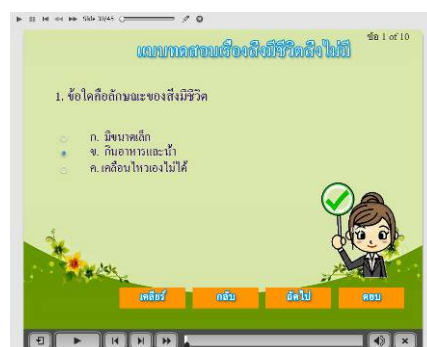 Slide 39/45
ข้อ 1 of 10
แบบทดสอบเรื่องสิ่งมีชีวิตสิ่งไม่มี
1. ข้อใดคือลักษณะของสิ่งมีชีวิต
ก. มีขนาดเล็ก
ข. กินอาหารและน้ำ
ค. เคลื่อนไหวเองไม่ได้
เคลียร์ กลับ ถัดไป ตอบ